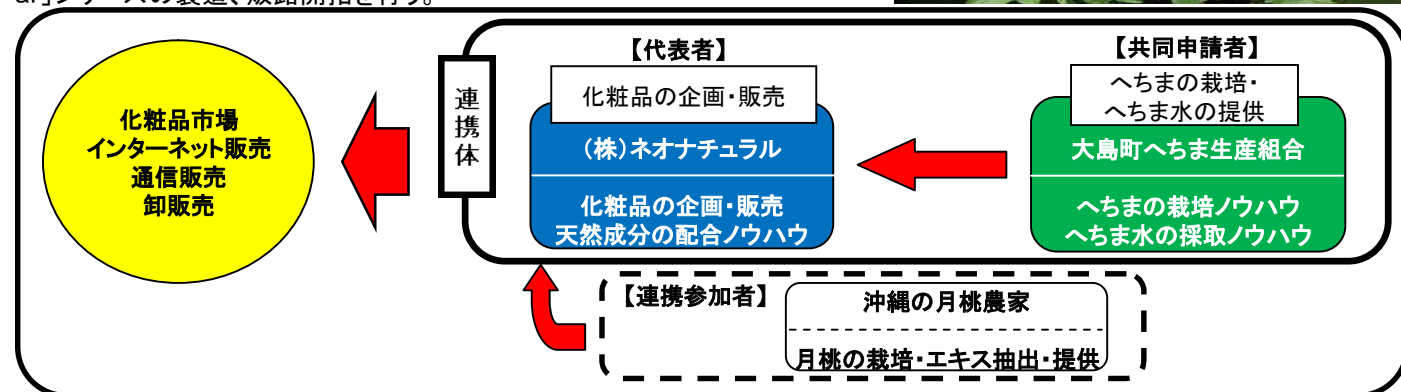 化粧品市場
インターネット販売
通信販売
卸販売
連携体
【代表者】
化粧品の企画・販売
(株)ネオナチュラル
化粧品の企画・販売
天然成分の配合ノウハウ
【共同申請者】
へちまの栽培・
へちま水の提供
大島町へちま生産組合
へちまの栽培ノウハウ
へちま水の採取ノウハウ
【連携参加者】
沖縄の月桃農家
月桃の栽培・エキス抽出・提供